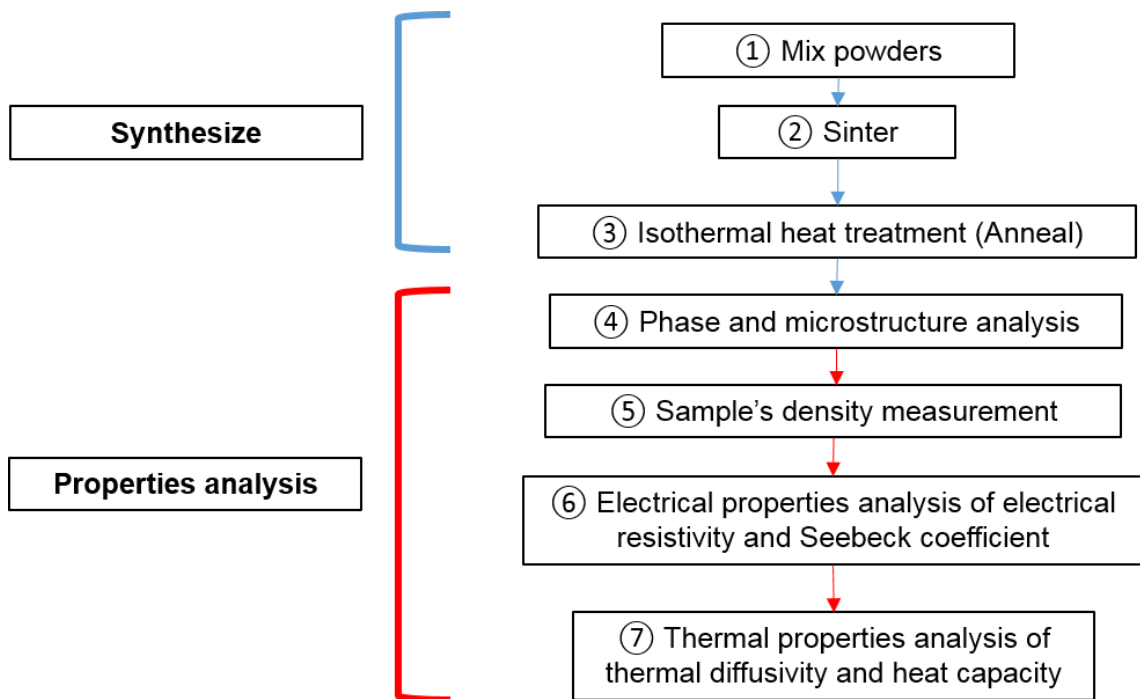 ① Mix powders
Synthesize
② Sinter
③ Isothermal heat treatment (Anneal)
④ Phase and microstructure analysis
⑤ Sample’s density measurement
Properties analysis
⑥ Electrical properties analysis of electrical
resistivity and Seebeck coefficient
⑦ Thermal properties analysis of
thermal diffusivity and heat capacity